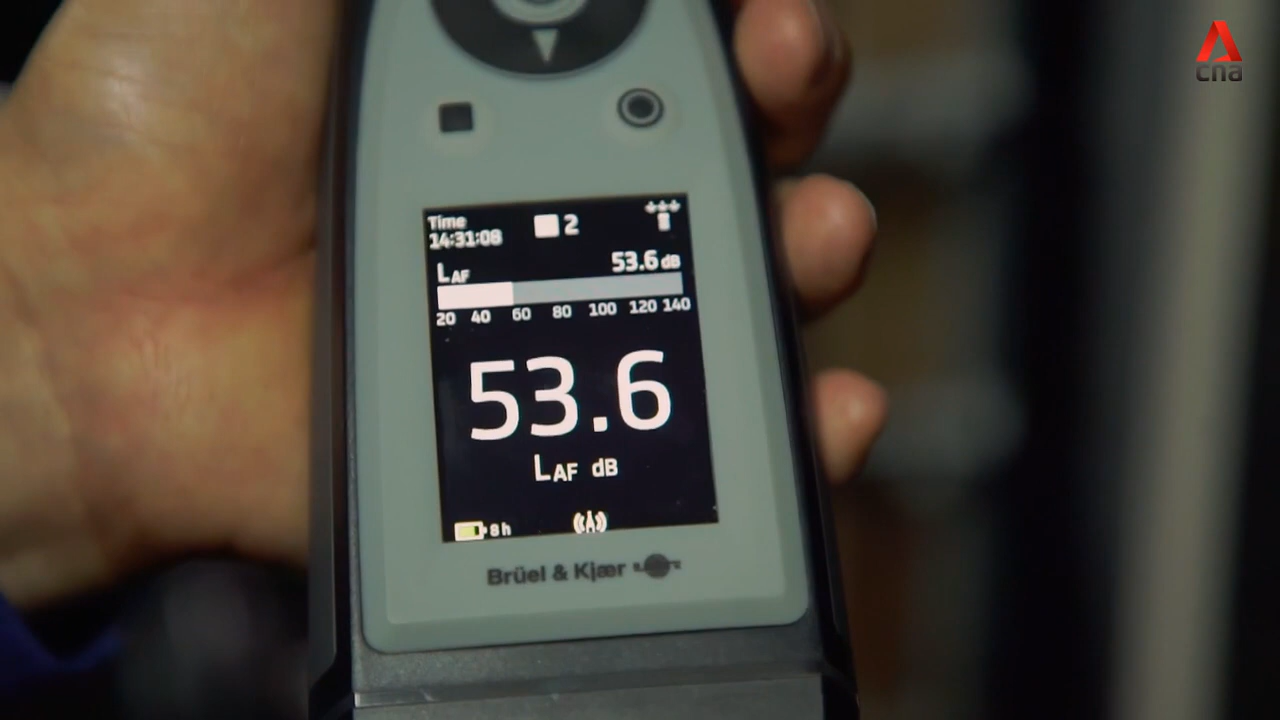 cna
Time
14:31:08
2
LAF 53.6 dB
20 40 60 80 100 120 140
53.6
LAF dB
8h
Brüel & Kjær